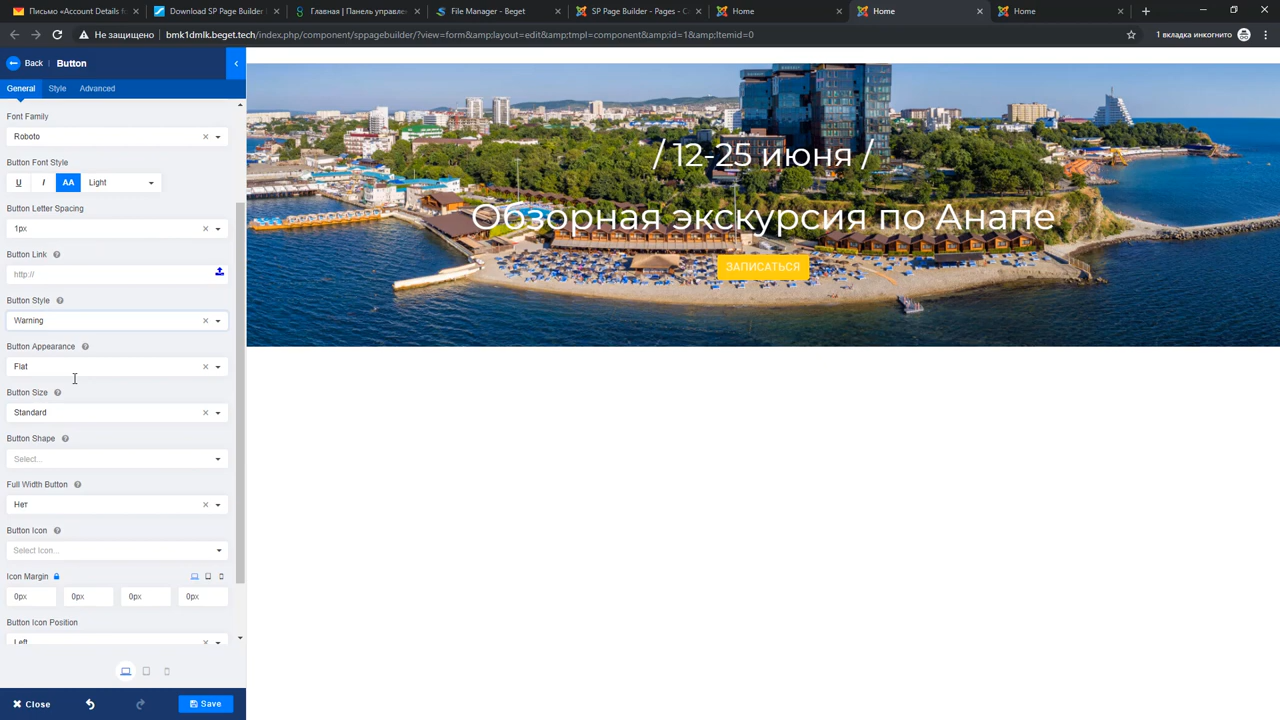 Письмо «Account Details f
Download SP Page Builder
Главная | Панель управле
File Manager - Beget
SP Page Builder - Pages - C
Home
Home
Home
Не защищено
bmk1dmlk.beget.tech/index.php/component/sppagebuilder/?view=form&amp;layout=edit&amp;tmpl=component&amp;id=1&amp;Itemid=0
1 вкладка инкогнито
Back
Button
General
Style
Advanced
Font Family
Roboto
Button Font Style
U
I
AA
Light
Button Letter Spacing
1px
Button Link
http://
Button Style
Warning
Button Appearance
Flat
Button Size
Standard
Button Shape
Select...
Full Width Button
Нет
Button Icon
Select Icon...
Icon Margin
0px 0px 0px 0px
Button Icon Position
Left
Close
Save
/ 12-25 июня /
Обзорная экскурсия по Анапе
ЗАПИСАТЬСЯ